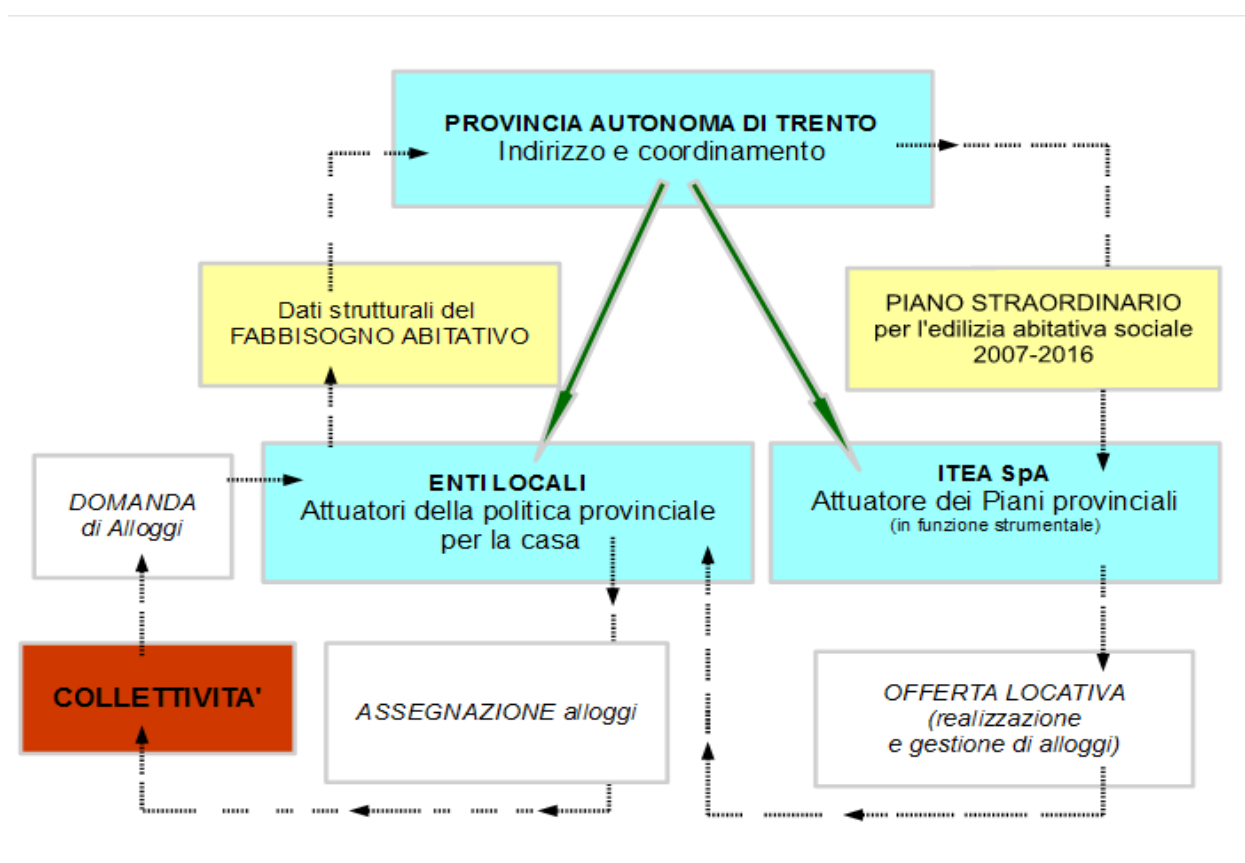 PROVINCIA AUTONOMA DI TRENTO
Indirizzo e coordinamento
Dati strutturali del
FABBISOGNO ABITATIVO
PIANO STRAORDINARIO
per l'edilizia abitativa sociale
2007-2016
DOMANDA
di Alloggi
ENTI LOCALI
Attuatori della politica provinciale
per la casa
ITEA SpA
Attuatore dei Piani provinciali
(in funzione strumentale)
COLLETTIVITA'
ASSEGNAZIONE alloggi
OFFERTA LOCATIVA
(realizzazione
e gestione di alloggi)